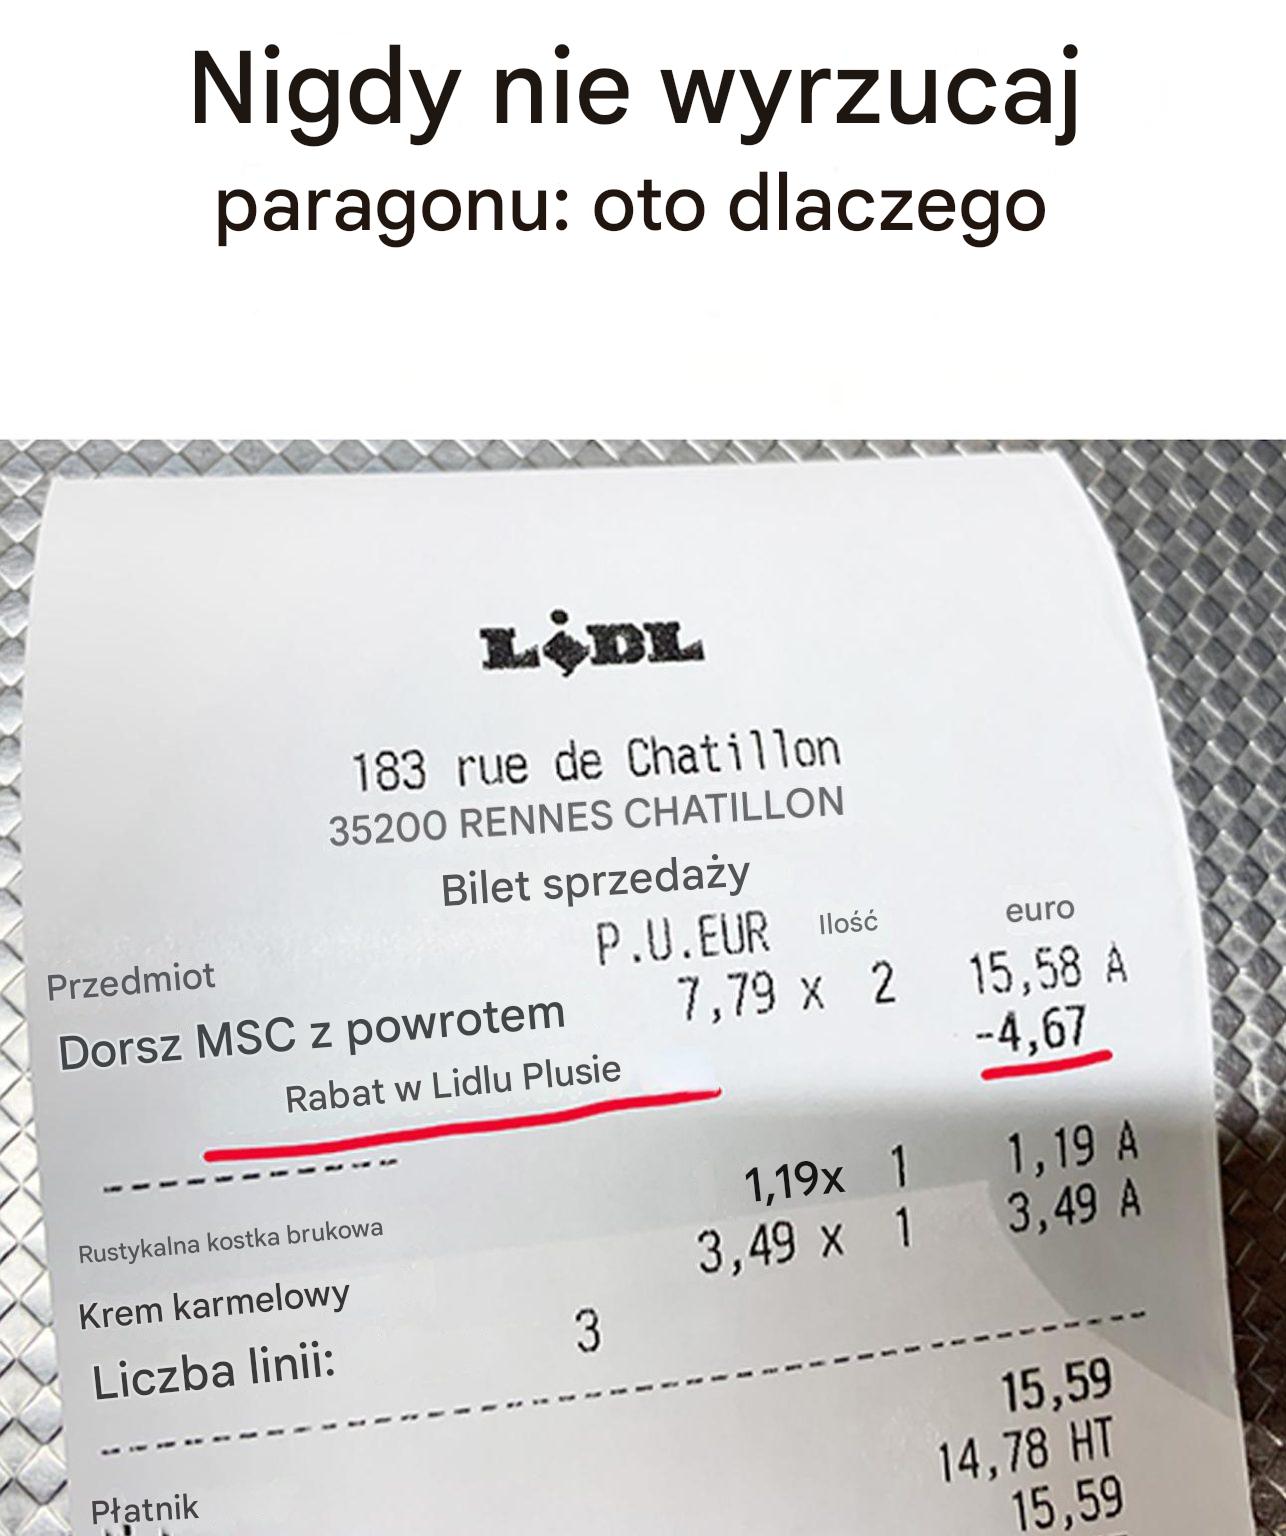 Nigdy nie wyrzucaj
paragonu: oto dlaczego
LIDL
183 rue de Chatillon
35200 RENNES CHATILLON
Bilet sprzedaży
Przedmiot P.U.EUR Ilość euro
Dorsz MSC z powrotem 7,79 x 2 15,58 A
Rabat w Lidlu Plusie -4,67
Rustykalna kostka brukowa 1,19x 1 1,19 A
Krem karmelowy 3,49 x 1 3,49 A
Liczba linii: 3
15,59
14,78 HT
Płatnik 15,59